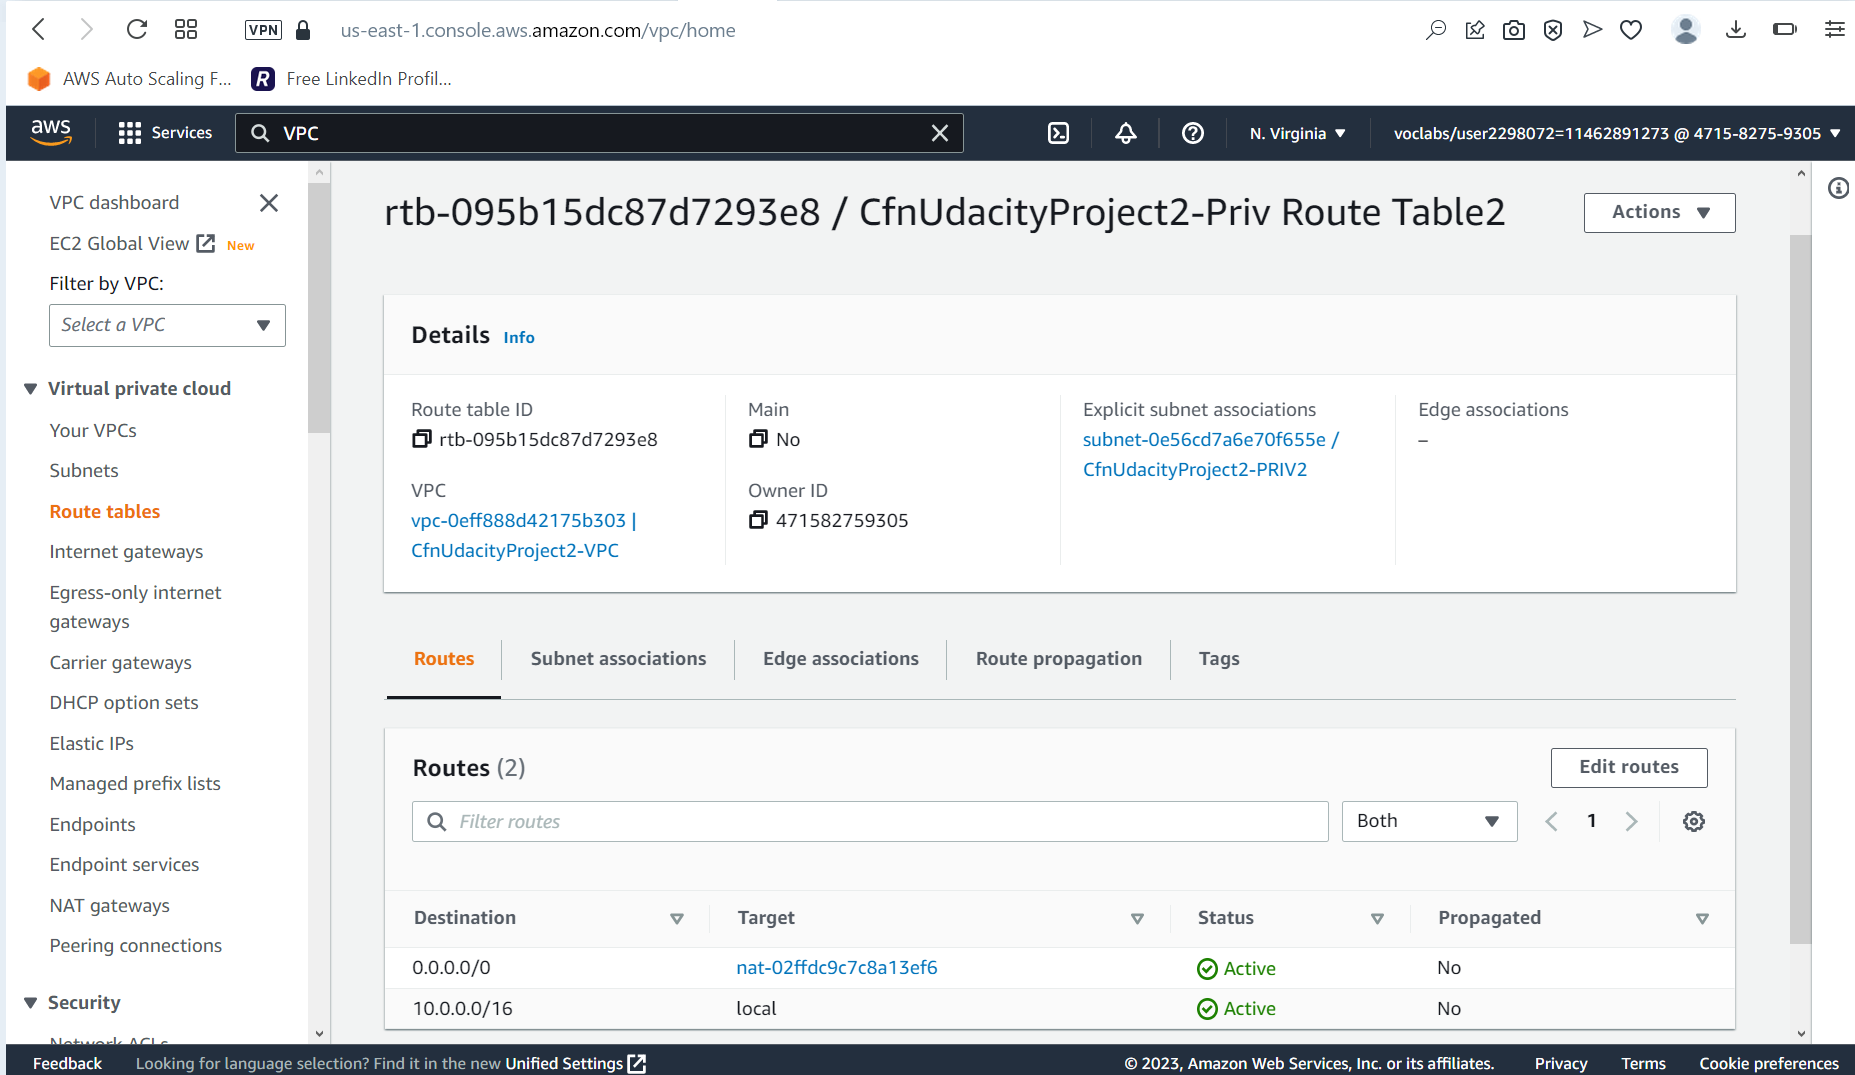 VPN us-east-1.console.aws.amazon.com/vpc/home
AWS Auto Scaling F... R Free LinkedIn Profil...
aws Services VPC N. Virginia voclabs/user2298072=11462891273 @ 4715-8275-9305
VPC dashboard
EC2 Global View New
Filter by VPC:
Select a VPC
Virtual private cloud
Your VPCs
Subnets
Route tables
Internet gateways
Egress-only internet
gateways
Carrier gateways
DHCP option sets
Elastic IPs
Managed prefix lists
Endpoints
Endpoint services
NAT gateways
Peering connections
Security
Network ACLs
rtb-095b15dc87d7293e8 / CfnUdacityProject2-Priv Route Table2
Actions
Details Info
Route table ID
rtb-095b15dc87d7293e8
VPC
vpc-0eff888d42175b303 |
CfnUdacityProject2-VPC
Main
No
Owner ID
471582759305
Explicit subnet associations
subnet-0e56cd7a6e70f655e /
CfnUdacityProject2-PRIV2
Edge associations
–
Routes Subnet associations Edge associations Route propagation Tags
Routes (2)
Edit routes
Filter routes Both 1
Destination Target Status Propagated
0.0.0.0/0 nat-02ffdc9c7c8a13ef6 Active No
10.0.0.0/16 local Active No
Feedback Looking for language selection? Find it in the new Unified Settings © 2023, Amazon Web Services, Inc. or its affiliates. Privacy Terms Cookie preferences